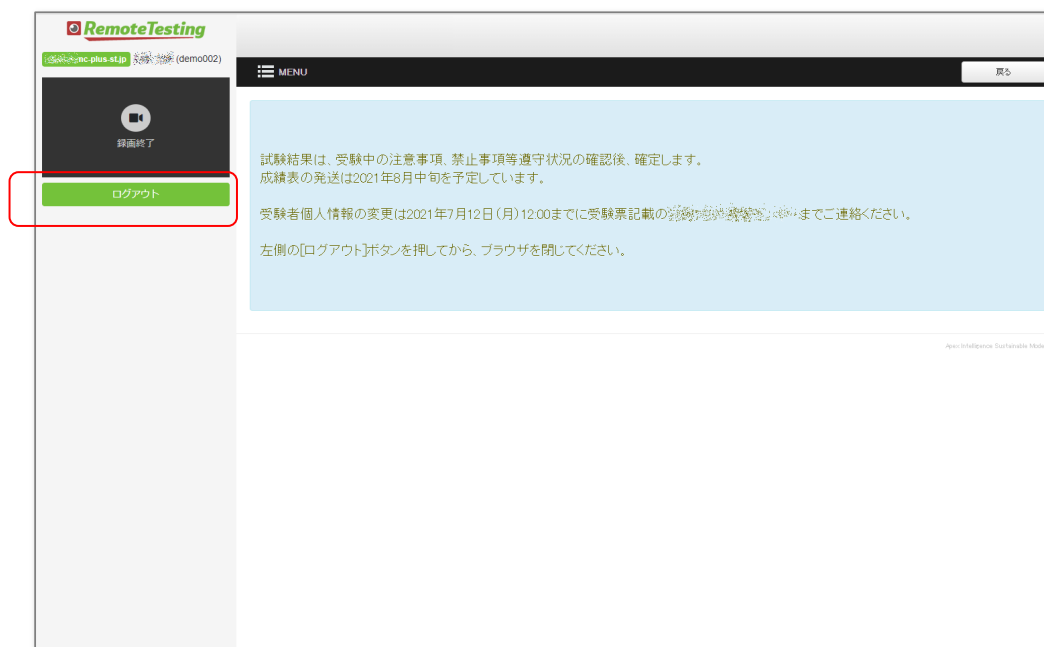 RemoteTesting
nc-plus-st.jp (demo002)
MENU
戻る
録画終了
ログアウト
試験結果は、受験中の注意事項、禁止事項等遵守状況の確認後、確定します。
成績表の発送は2021年8月中旬を予定しています。
受験者個人情報の変更は2021年7月12日(月)12:00までに受験票記載の までご連絡ください。
左側の[ログアウト]ボタンを押してから、ブラウザを閉じてください。
Apex Intelligence Sustainable